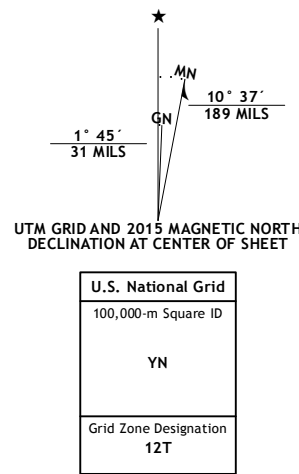 ★
MN
GN
10° 37´
189 MILS
1° 45´
31 MILS
UTM GRID AND 2015 MAGNETIC NORTH
DECLINATION AT CENTER OF SHEET
U.S. National Grid
100,000-m Square ID
YN
Grid Zone Designation
12T